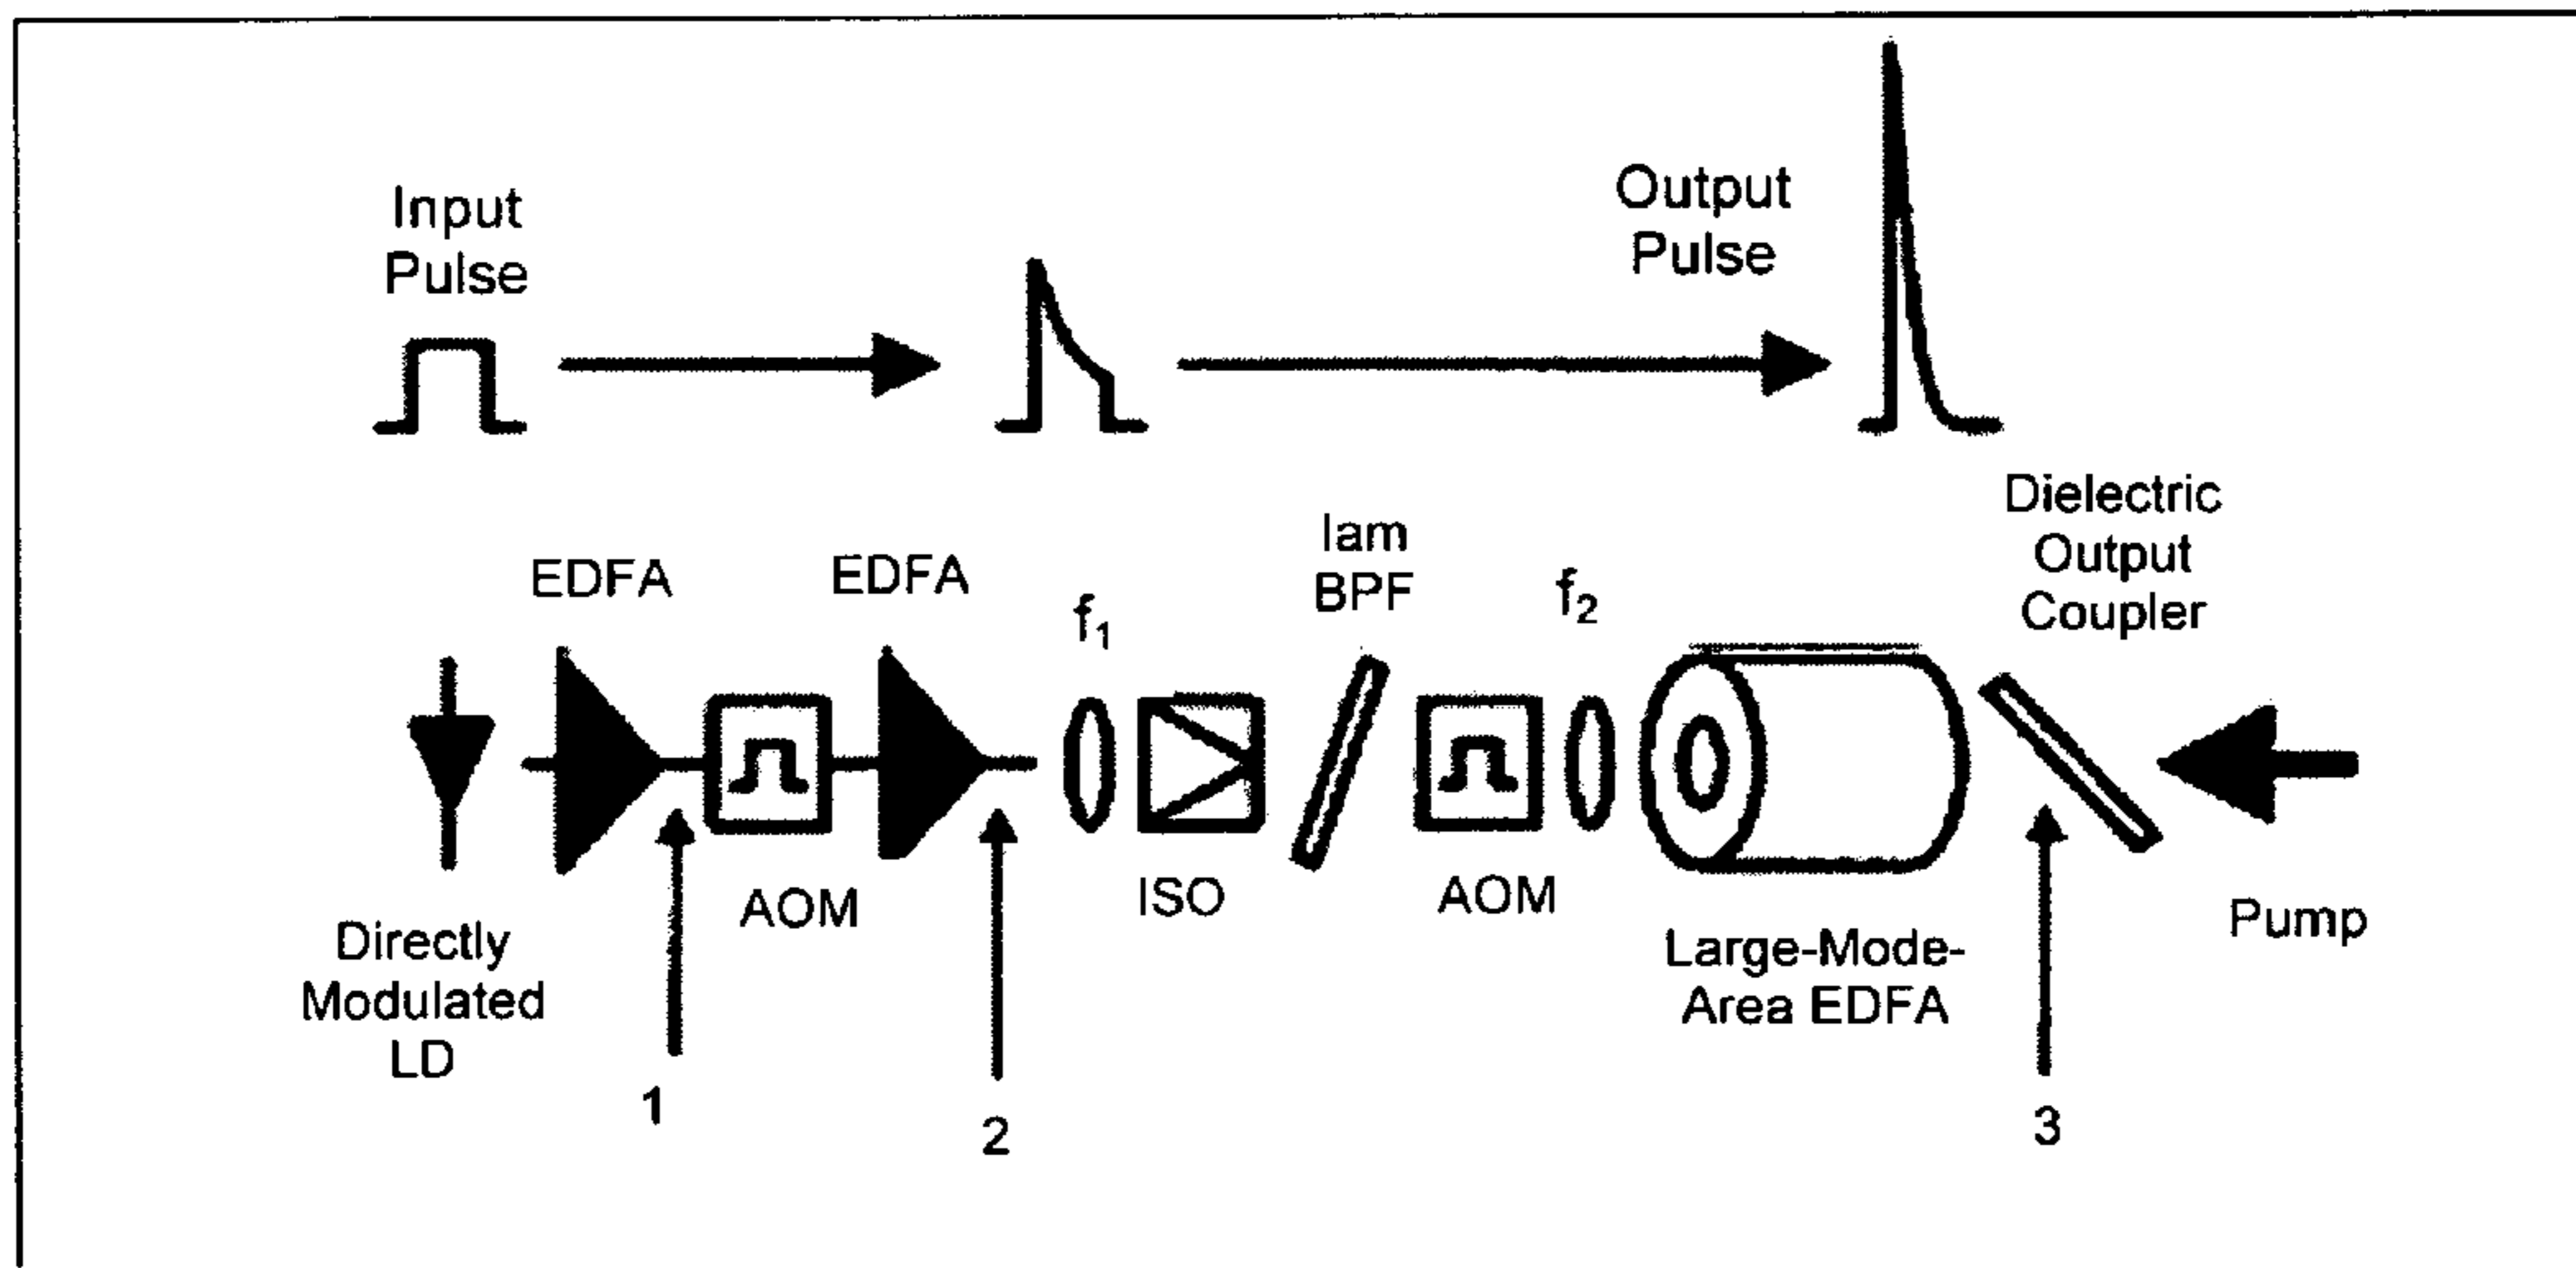 Input
Pulse
Output
Pulse
EDFA
EDFA
f₁
Iam
BPF
f₂
Dielectric
Output
Coupler
AOM
ISO
AOM
Directly
Modulated
LD
Large-Mode-
Area EDFA
Pump
1
2
3